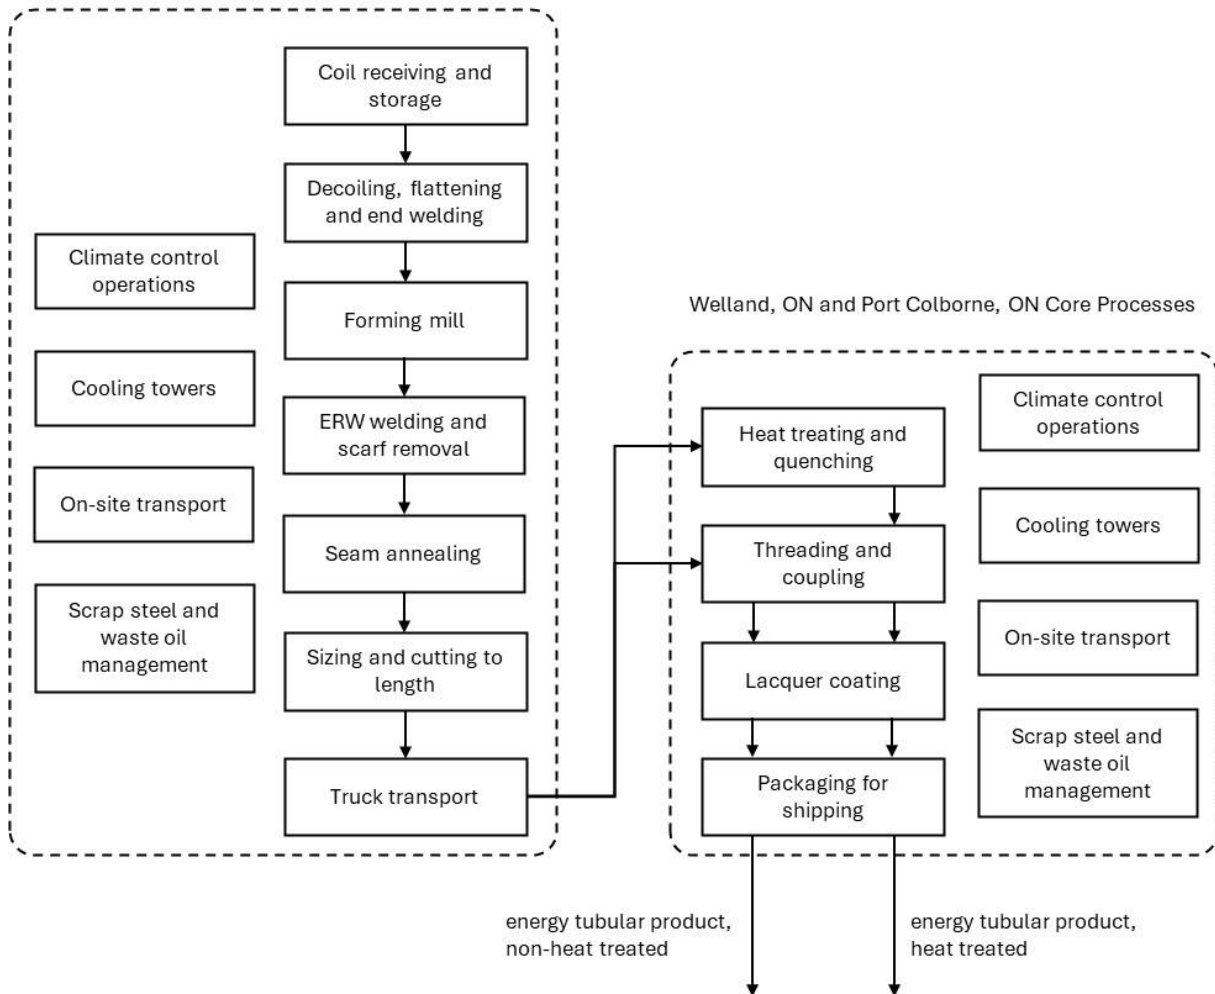 Coil receiving and
storage
Decoiling, flattening
and end welding
Climate control
operations
Forming mill
Cooling towers
ERW welding and
scarf removal
On-site transport
Seam annealing
Scrap steel and
waste oil
management
Sizing and cutting to
length
Truck transport
Welland, ON and Port Colborne, ON Core Processes
Heat treating and
quenching
Climate control
operations
Threading and
coupling
Cooling towers
Lacquer coating
On-site transport
Packaging for
shipping
Scrap steel and
waste oil
management
energy tubular product,
non-heat treated
energy tubular product,
heat treated